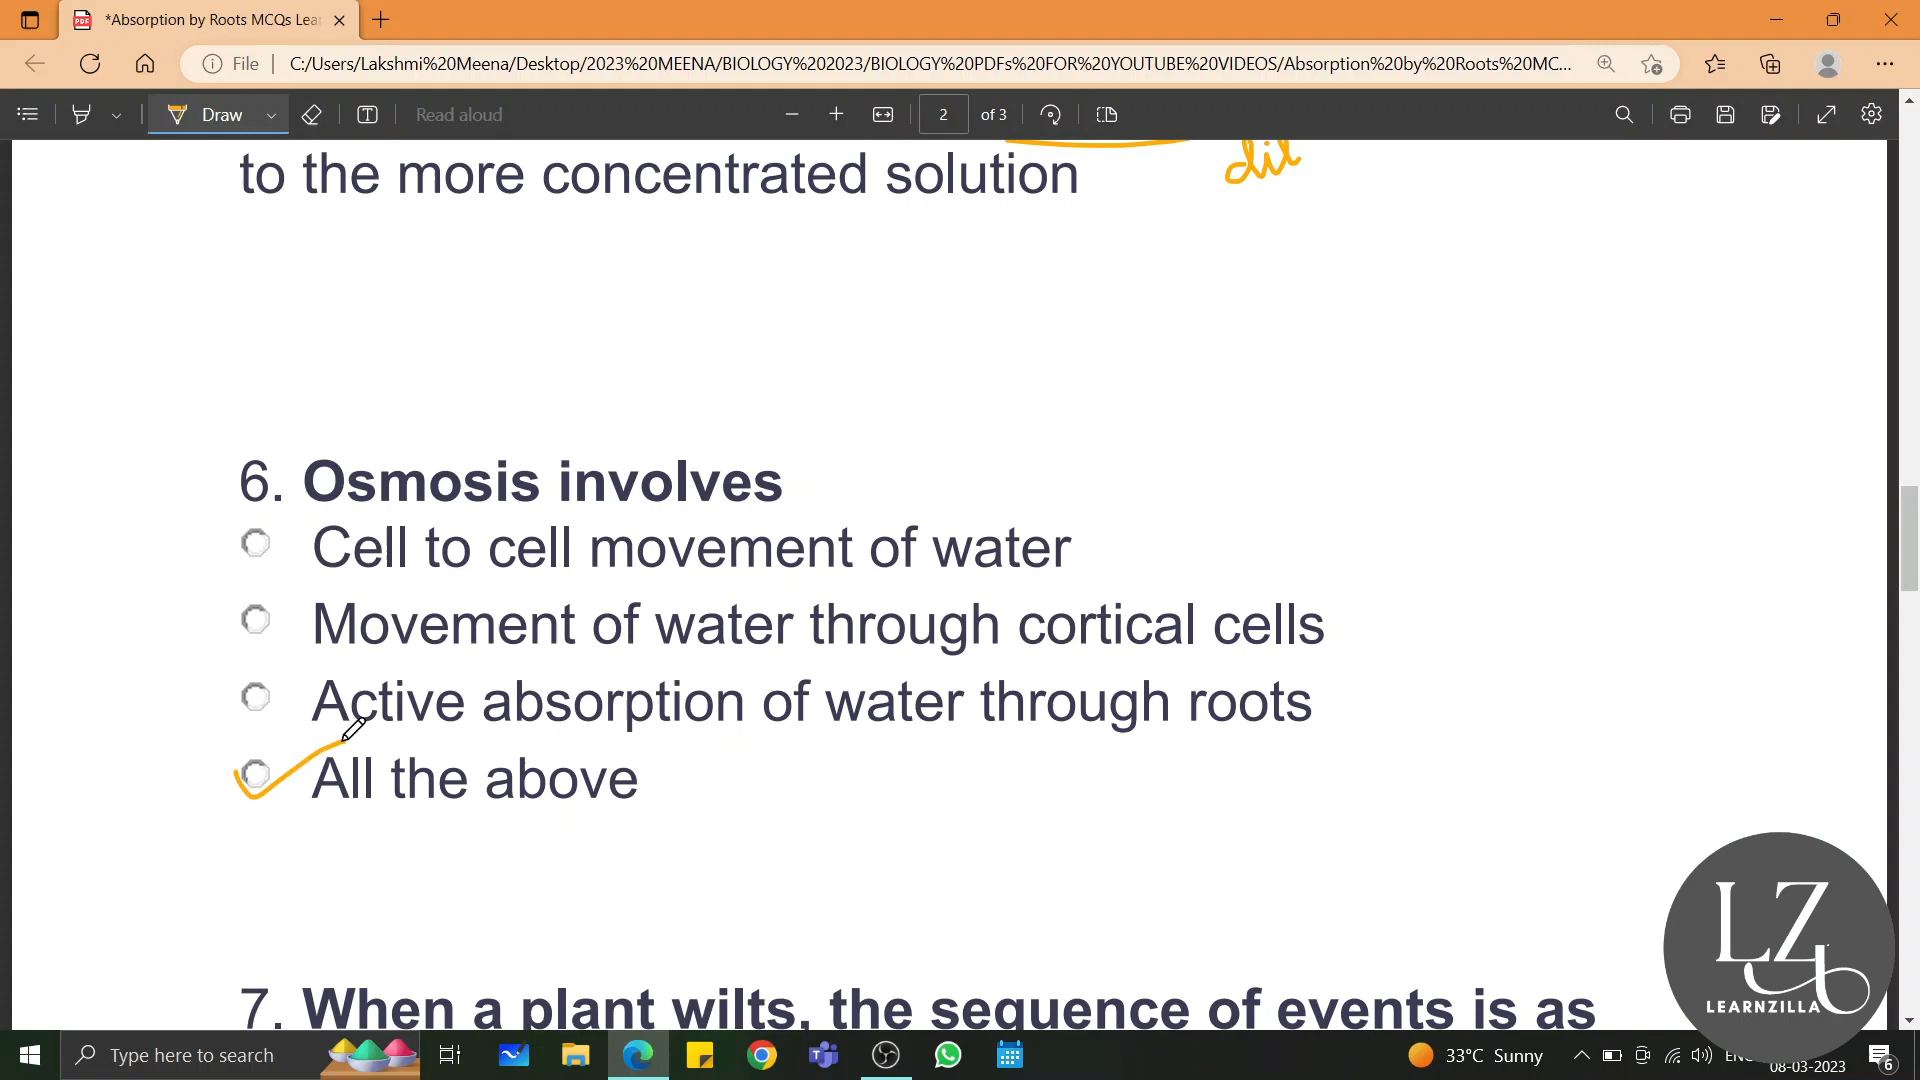 *Absorption by Roots MCQs Lea
File
C:/Users/Lakshmi%20Meena/Desktop/2023%20MEENA/BIOLOGY%202023/BIOLOGY%20PDFs%20FOR%20YOUTUBE%20VIDEOS/Absorption%20by%20Roots%20MC...
Draw
Read aloud
2 of 3
dil
to the more concentrated solution
6. Osmosis involves
Cell to cell movement of water
Movement of water through cortical cells
Active absorption of water through roots
All the above
7. When a plant wilts, the sequence of events is as
LZ
LEARNZILLA
Type here to search
33°C Sunny
08-03-2023
6